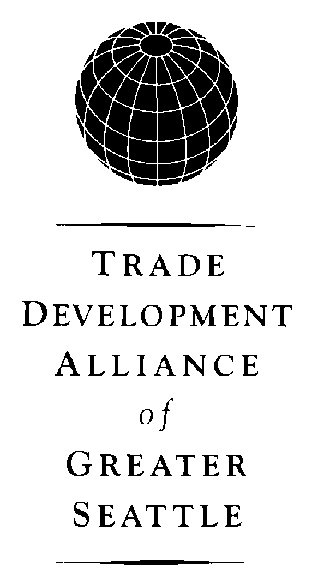 TRADE
DEVELOPMENT
ALLIANCE
of
GREATER
SEATTLE